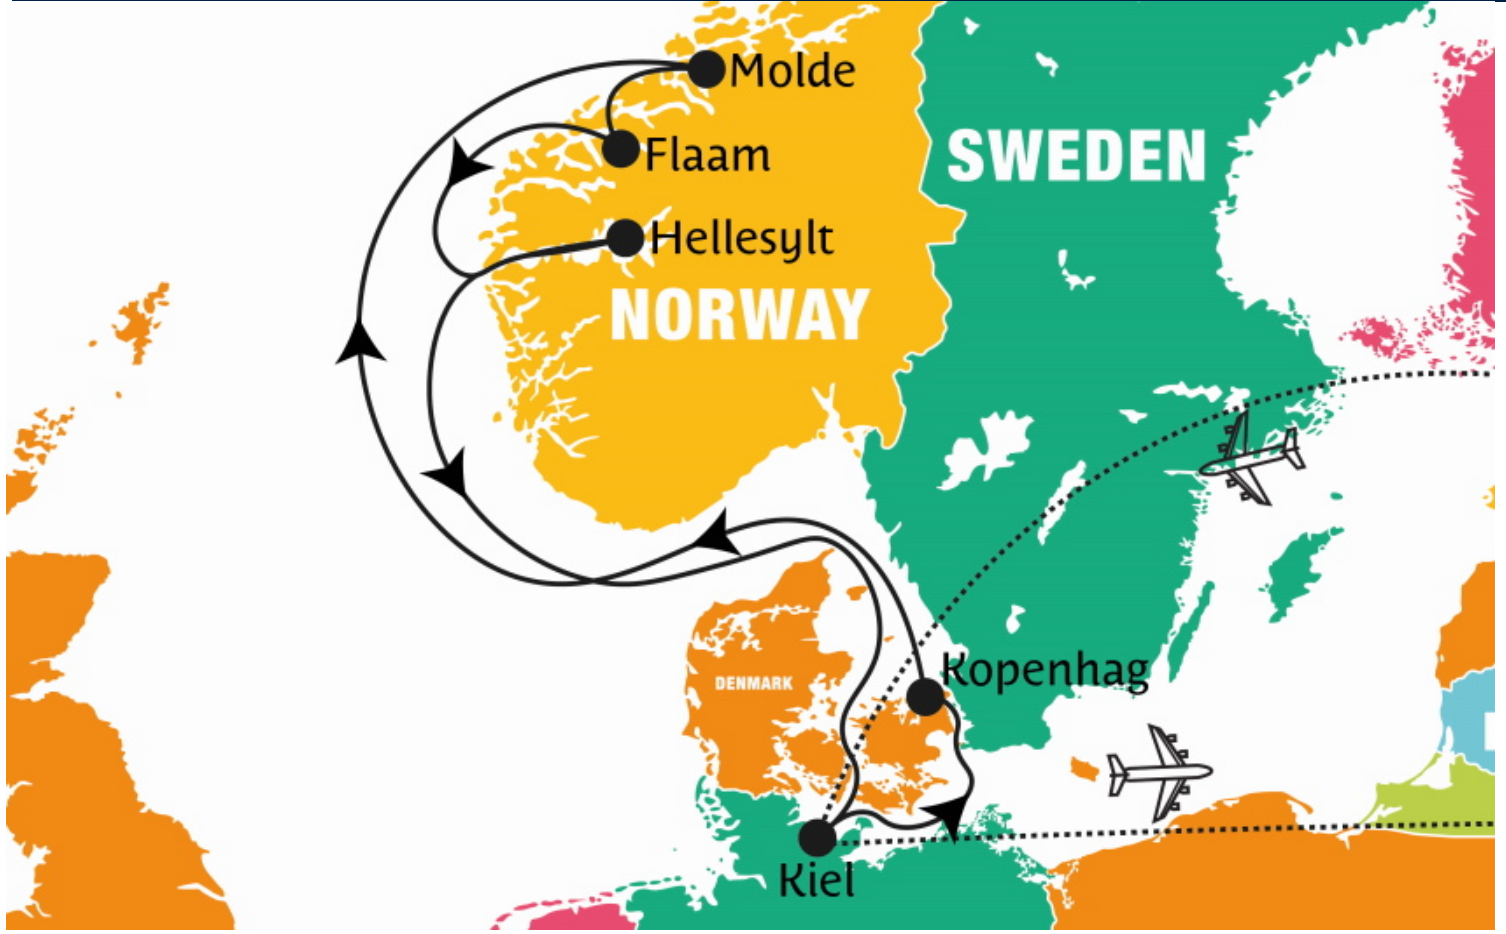 Molde
SWEDEN
Flaam
Hellesylt
NORWAY
Kopenhag
DENMARK
Kiel